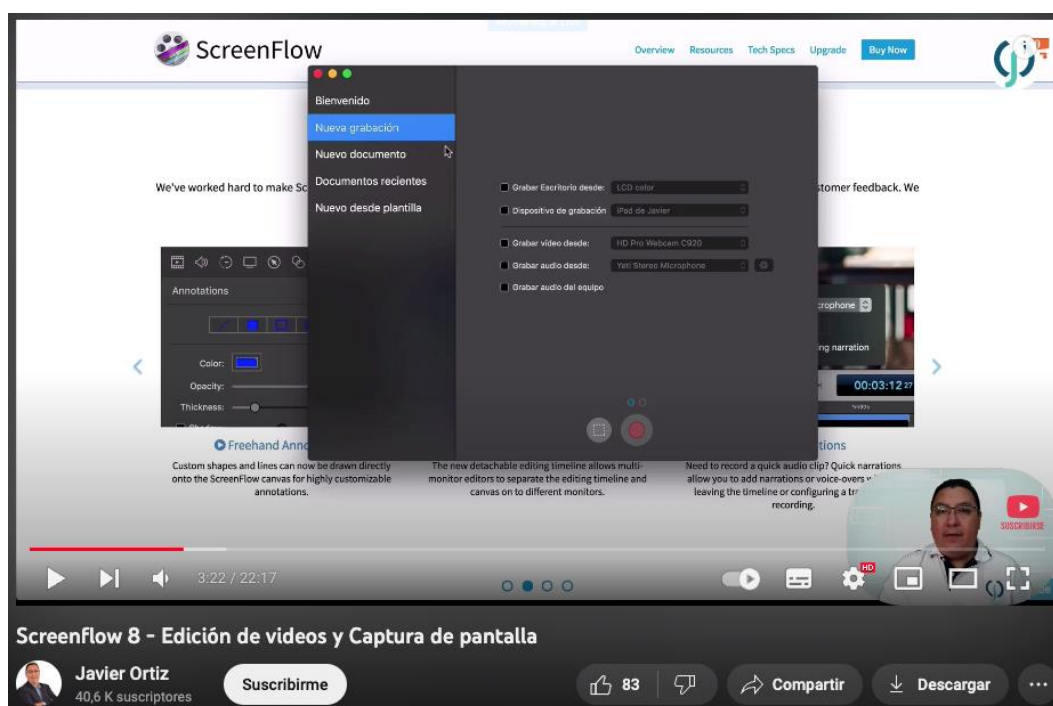 ScreenFlow
Overview Resources Tech Specs Upgrade Buy Now
Bienvenido
Nueva grabación
Nuevo documento
Documentos recientes
Nuevo desde plantilla
We've worked hard to make Sc
stomer feedback. We
Grabar Escritorio desde: LCD color
Dispositivo de grabación iPad de Javier
Grabar vídeo desde: HD Pro Webcam C920
Grabar audio desde: Yeti Stereo Microphone
Grabar audio del equipo
Annotations
Color:
Opacity:
Thickness:
crophone
ng narration
00:03:12 27
Freehand Anno
tions
Custom shapes and lines can now be drawn directly
onto the ScreenFlow canvas for highly customizable
annotations.
The new detachable editing timeline allows multi-
monitor editors to separate the editing timeline and
canvas on to different monitors.
Need to record a quick audio clip? Quick narrations
allow you to add narrations or voice-overs
leaving the timeline or configuring a
recording.
SUSCRIBIRSE
3:22 / 22:17
HD
Screenflow 8 - Edición de videos y Captura de pantalla
Javier Ortiz
40,6 K suscriptores
Suscribirme
83
Compartir
Descargar